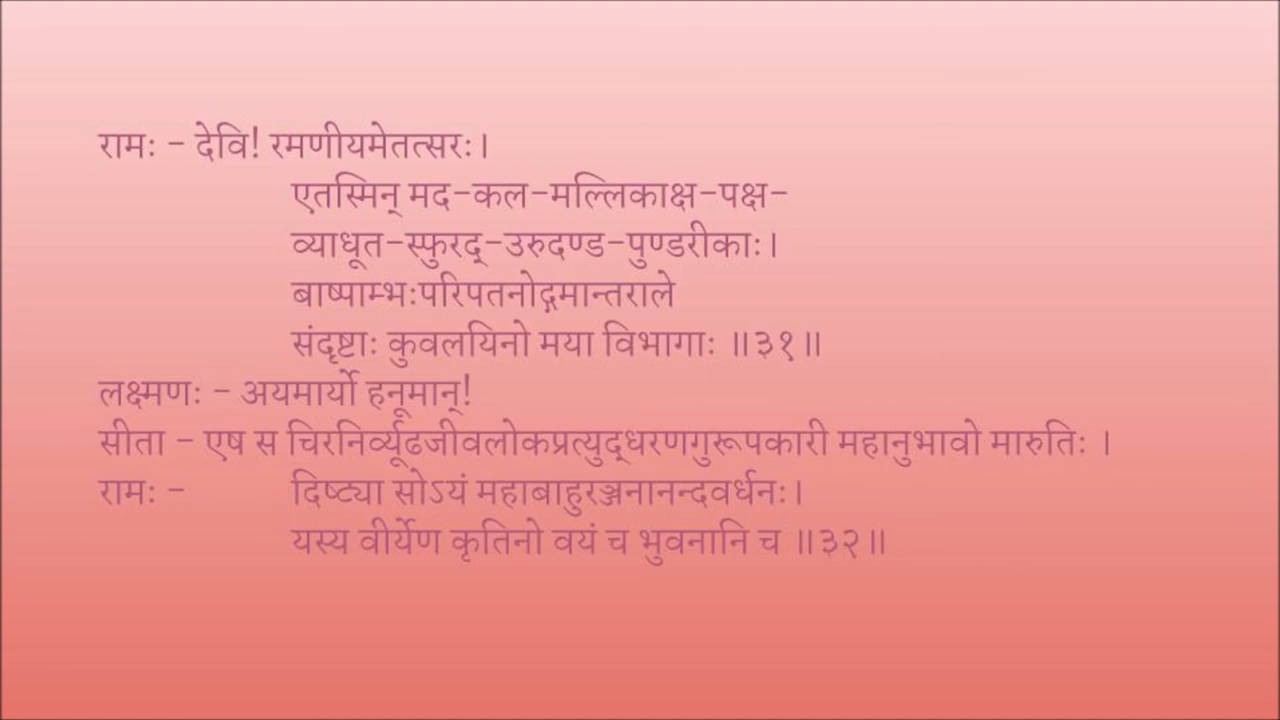 रामः - देवि! रमणीयमेतत्सरः।
एतस्मिन् मद-कल-मल्लिकाक्ष-पक्ष-
व्याधूत-स्फुरद्-उरुदण्ड-पुण्डरीकाः।
बाष्पाम्भःपरिपतनोद्गमान्तराले
संदृष्टाः कुवलयिनो मया विभागाः ॥३१॥
लक्ष्मणः - अयमार्यो हनूमान्!
सीता - एष स चिरनिर्व्यूढजीवलोकप्रत्युद्धरणगुरूपकारी महानुभावो मारुतिः ।
रामः - दिष्ट्या सोऽयं महाबाहुरञ्जनानन्दवर्धनः।
यस्य वीर्येण कृतिनो वयं च भुवनानि च ॥३२॥